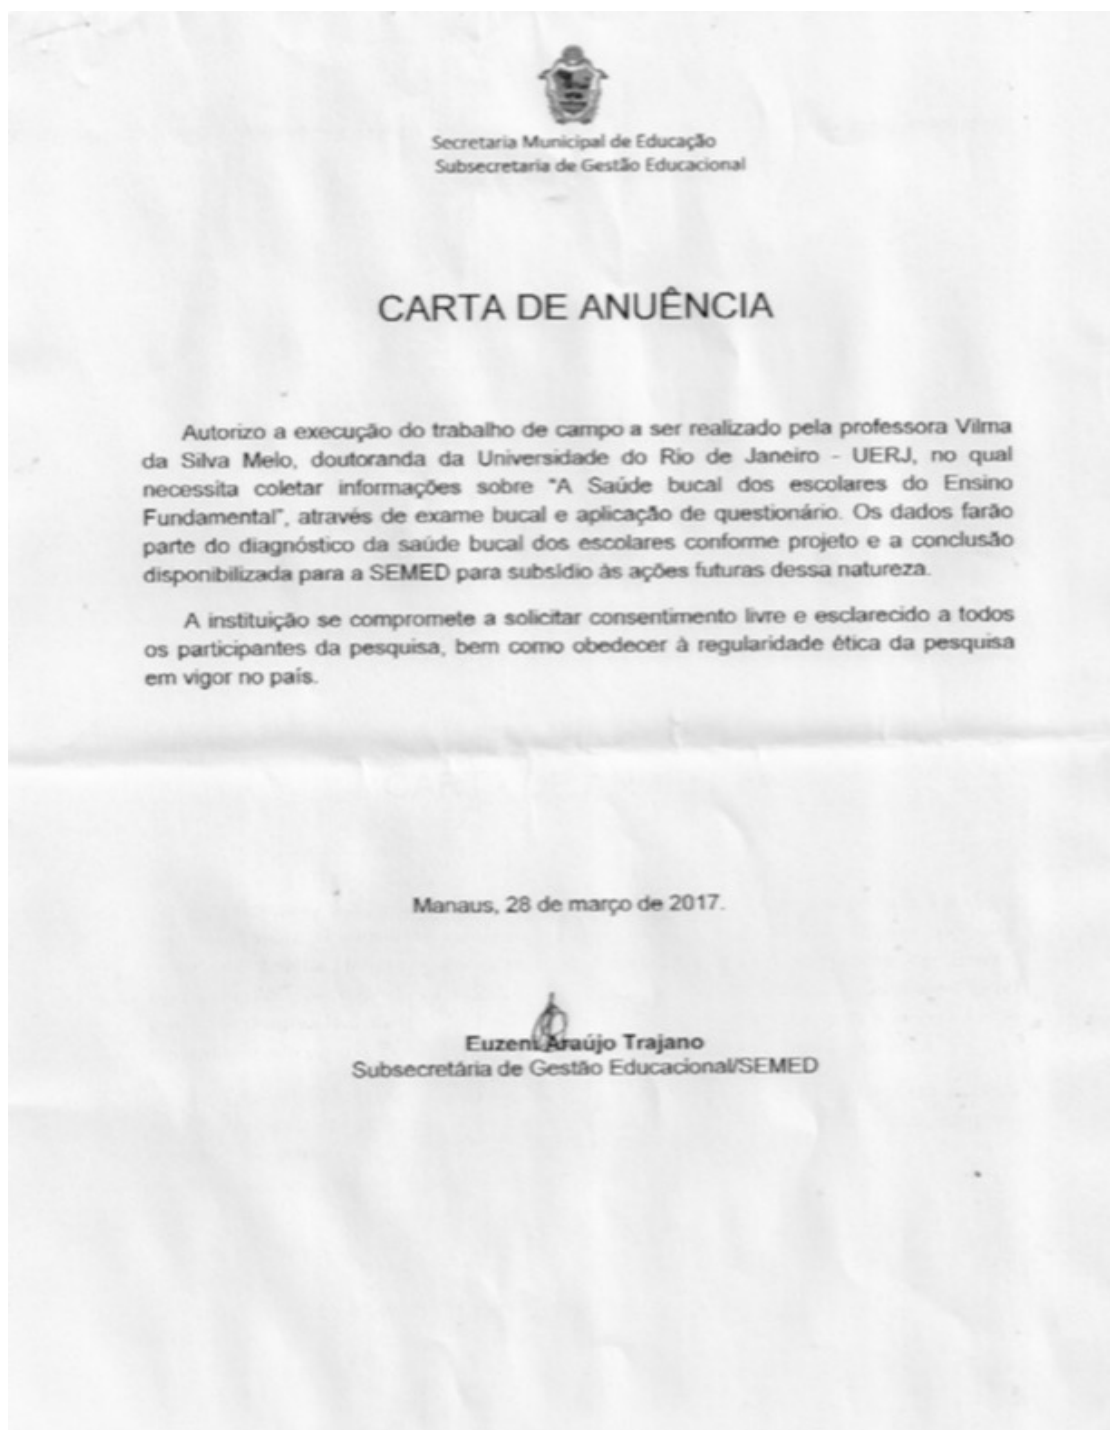 Secretaria Municipal de Educação
Subsecretaria de Gestão Educacional
CARTA DE ANUÊNCIA
Autorizo a execução do trabalho de campo a ser realizado pela professora Vilma
da Silva Melo, doutoranda da Universidade do Rio de Janeiro - UERJ, no qual
necessita coletar informações sobre "A Saúde bucal dos escolares do Ensino
Fundamental", através de exame bucal e aplicação de questionário. Os dados farão
parte do diagnóstico da saúde bucal dos escolares conforme projeto e a conclusão
disponibilizada para a SEMED para subsídio às ações futuras dessa natureza.
A instituição se compromete a solicitar consentimento livre e esclarecido a todos
os participantes da pesquisa, bem como obedecer à regularidade ética da pesquisa
em vigor no país.
Manaus, 28 de março de 2017.
Euzeni Araújo Trajano
Subsecretária de Gestão Educacional/SEMED